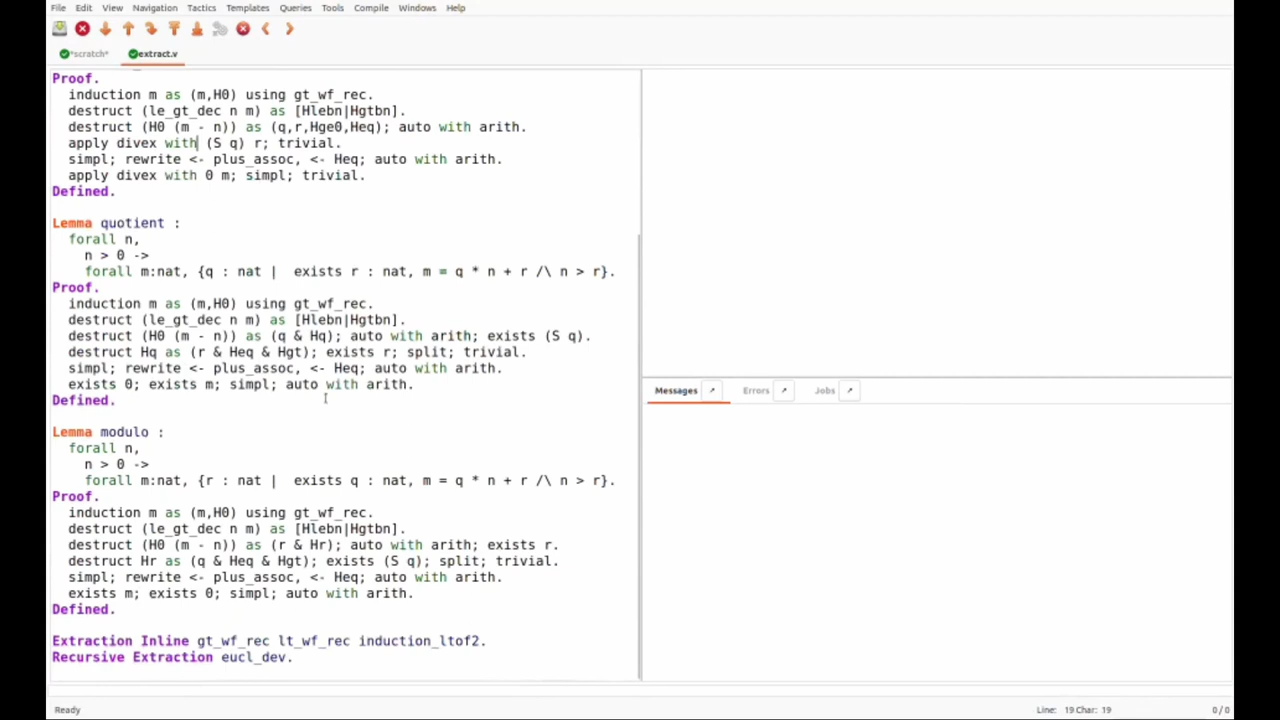 File Edit View Navigation Tactics Templates Queries Tools Compile Windows Help
*scratch* extract.v
Proof.
induction m as (m,H0) using gt_wf_rec.
destruct (le_gt_dec n m) as [Hlebn|Hgtbn].
destruct (H0 (m - n)) as (q,r,Hge0,Heq); auto with arith.
apply divex with (S q) r; trivial.
simpl; rewrite <- plus_assoc, <- Heq; auto with arith.
apply divex with 0 m; simpl; trivial.
Defined.
Lemma quotient :
forall n,
n > 0 ->
forall m:nat, {q : nat | exists r : nat, m = q * n + r /\ n > r}.
Proof.
induction m as (m,H0) using gt_wf_rec.
destruct (le_gt_dec n m) as [Hlebn|Hgtbn].
destruct (H0 (m - n)) as (q & Hq); auto with arith; exists (S q).
destruct Hq as (r & Heq & Hgt); exists r; split; trivial.
simpl; rewrite <- plus_assoc, <- Heq; auto with arith.
exists 0; exists m; simpl; auto with arith.
Defined.
Lemma modulo :
forall n,
n > 0 ->
forall m:nat, {r : nat | exists q : nat, m = q * n + r /\ n > r}.
Proof.
induction m as (m,H0) using gt_wf_rec.
destruct (le_gt_dec n m) as [Hlebn|Hgtbn].
destruct (H0 (m - n)) as (r & Hr); auto with arith; exists r.
destruct Hr as (q & Heq & Hgt); exists (S q); split; trivial.
simpl; rewrite <- plus_assoc, <- Heq; auto with arith.
exists m; exists 0; simpl; auto with arith.
Defined.
Extraction Inline gt_wf_rec lt_wf_rec induction_ltof2.
Recursive Extraction eucl_dev.
Messages Errors Jobs
Ready Line: 19 Char: 19 0 / 0